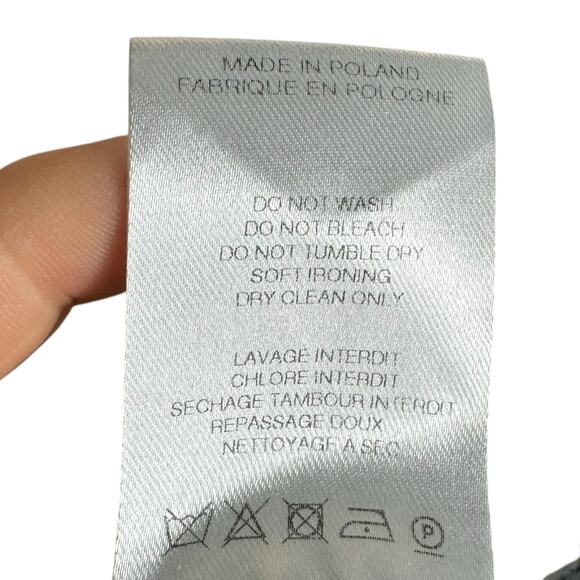 MADE IN POLAND
FABRIQUE EN POLOGNE
DO NOT WASH
DO NOT BLEACH
DO NOT TUMBLE DRY
SOFT IRONING
DRY CLEAN ONLY
LAVAGE INTERDIT
CHLORE INTERDIT
SECHAGE TAMBOUR INTERDIT
REPASSAGE DOUX
NETTOYAGE A SEC
P